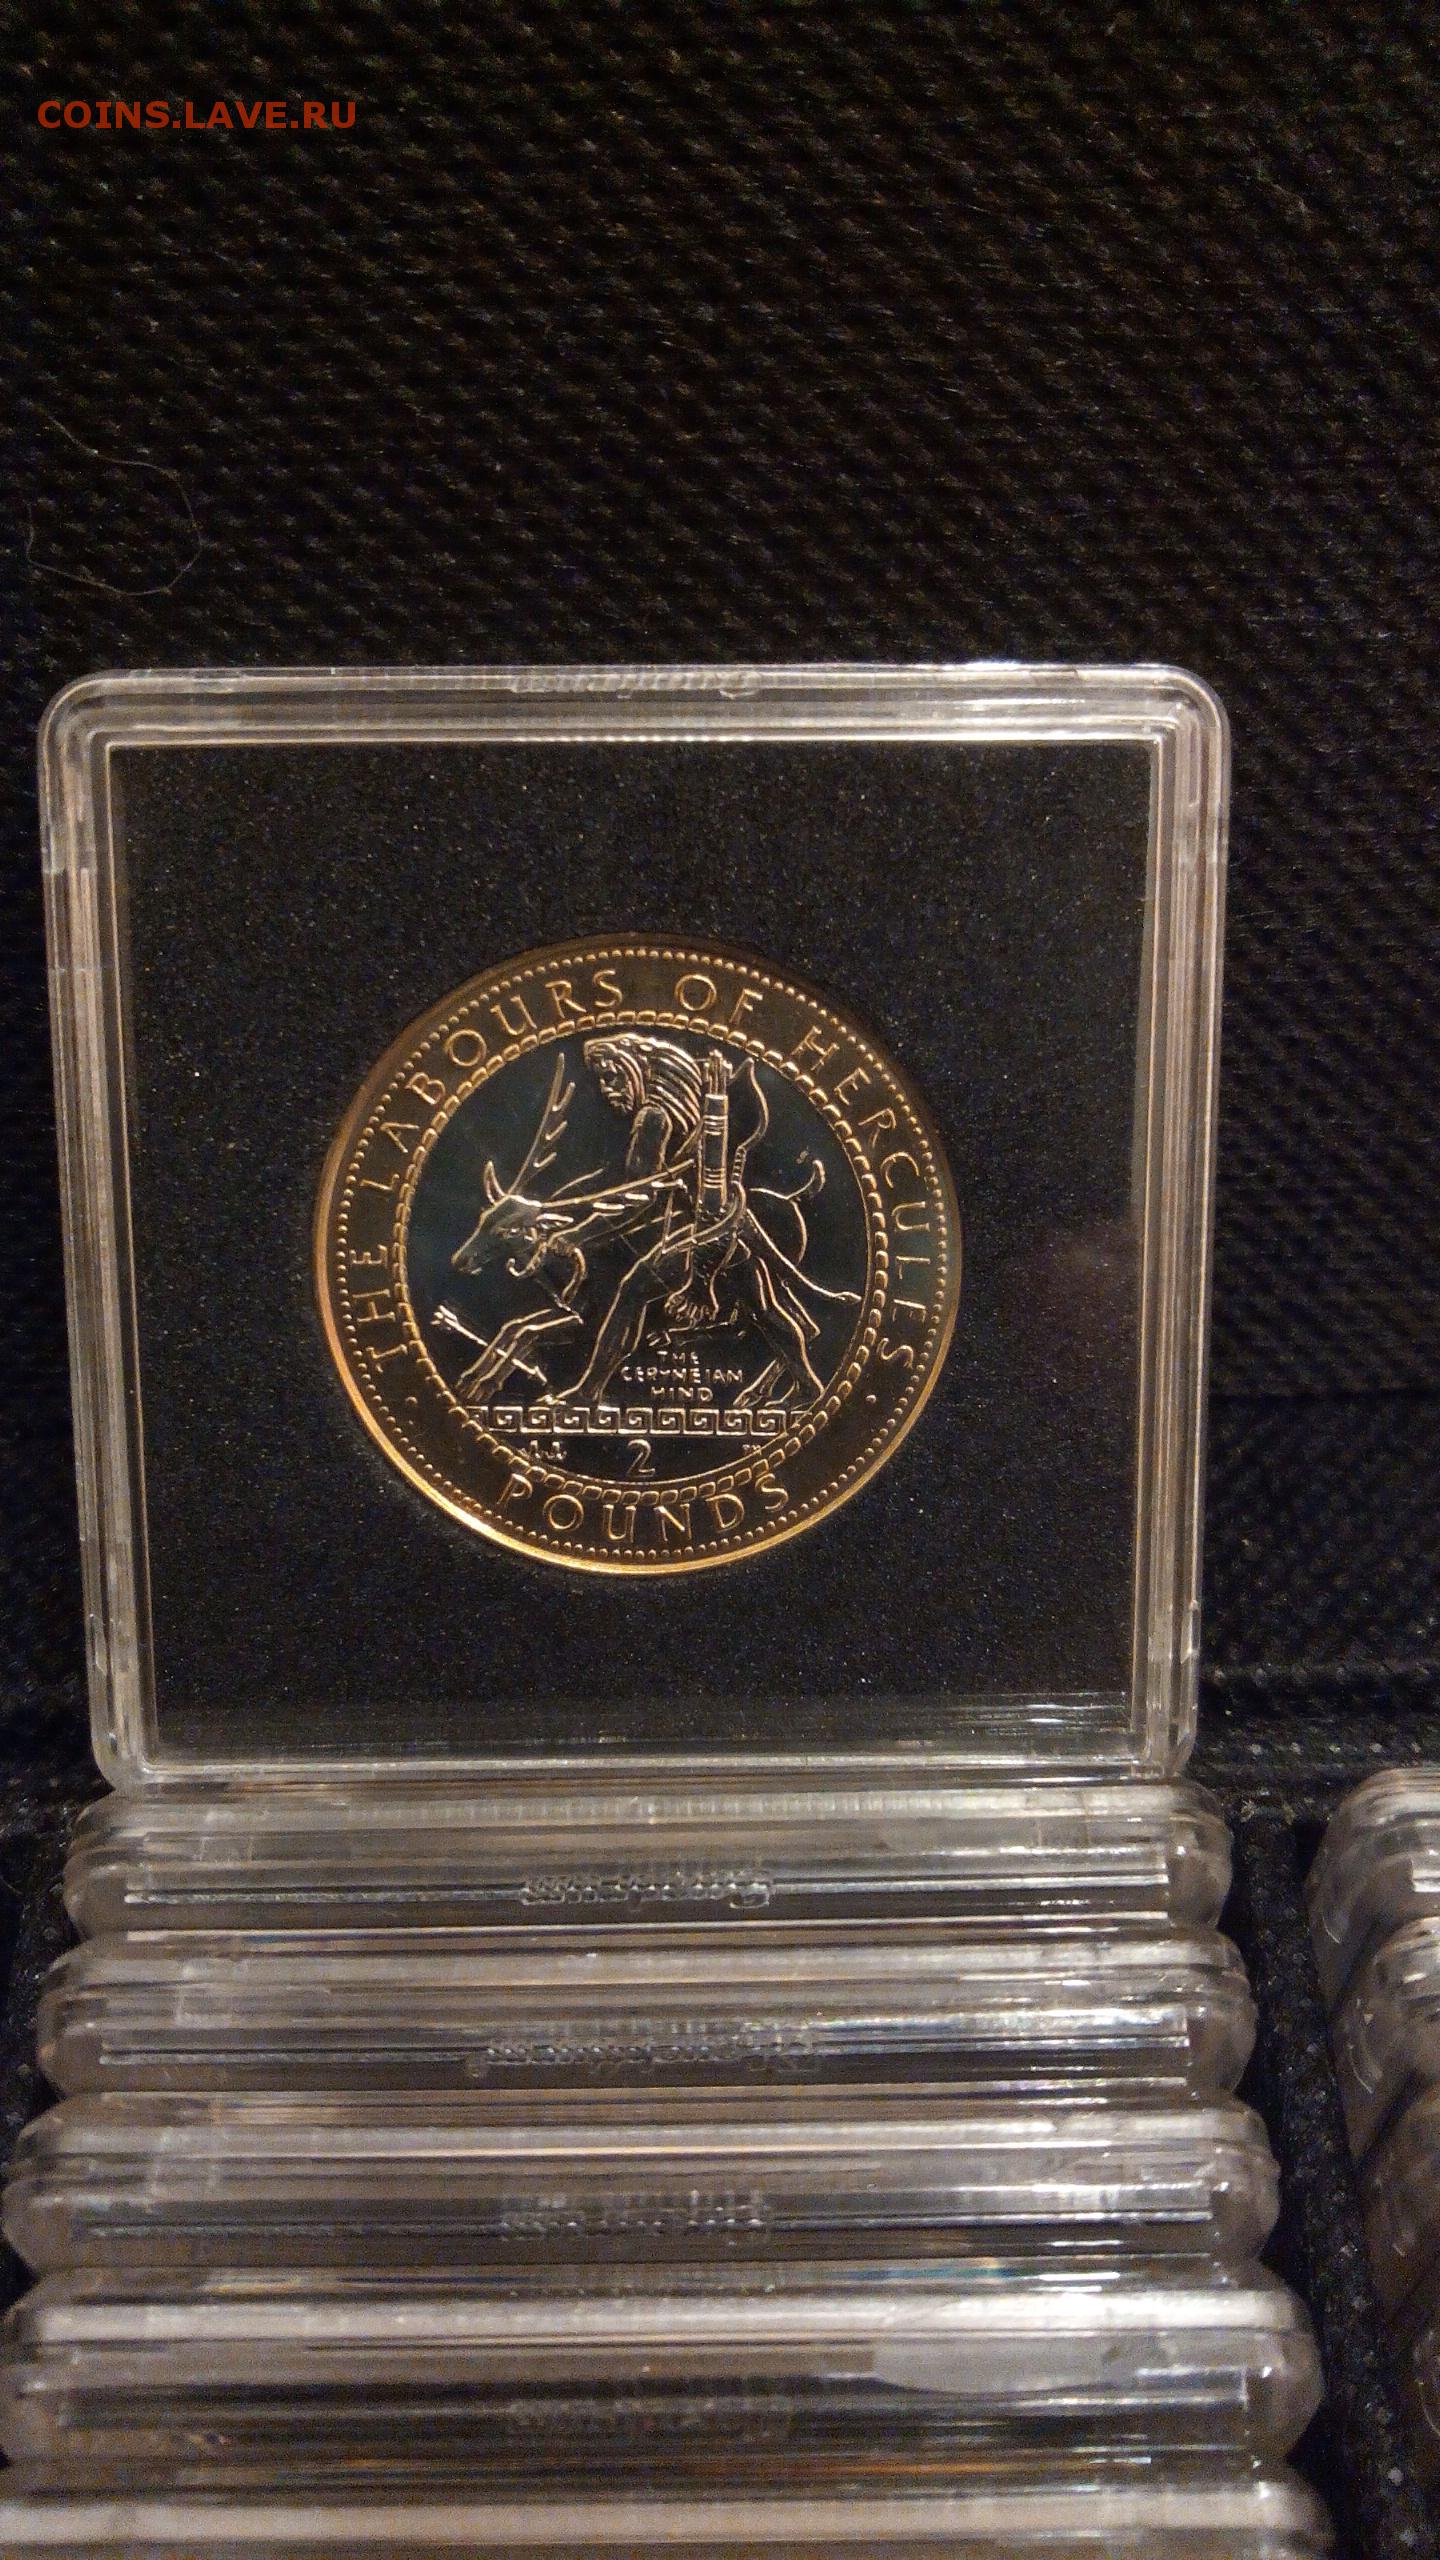 COINS.LAVE.RU
THE LABOURS OF HERCULES
THE
CERYNEIAN
HIND
2
POUNDS